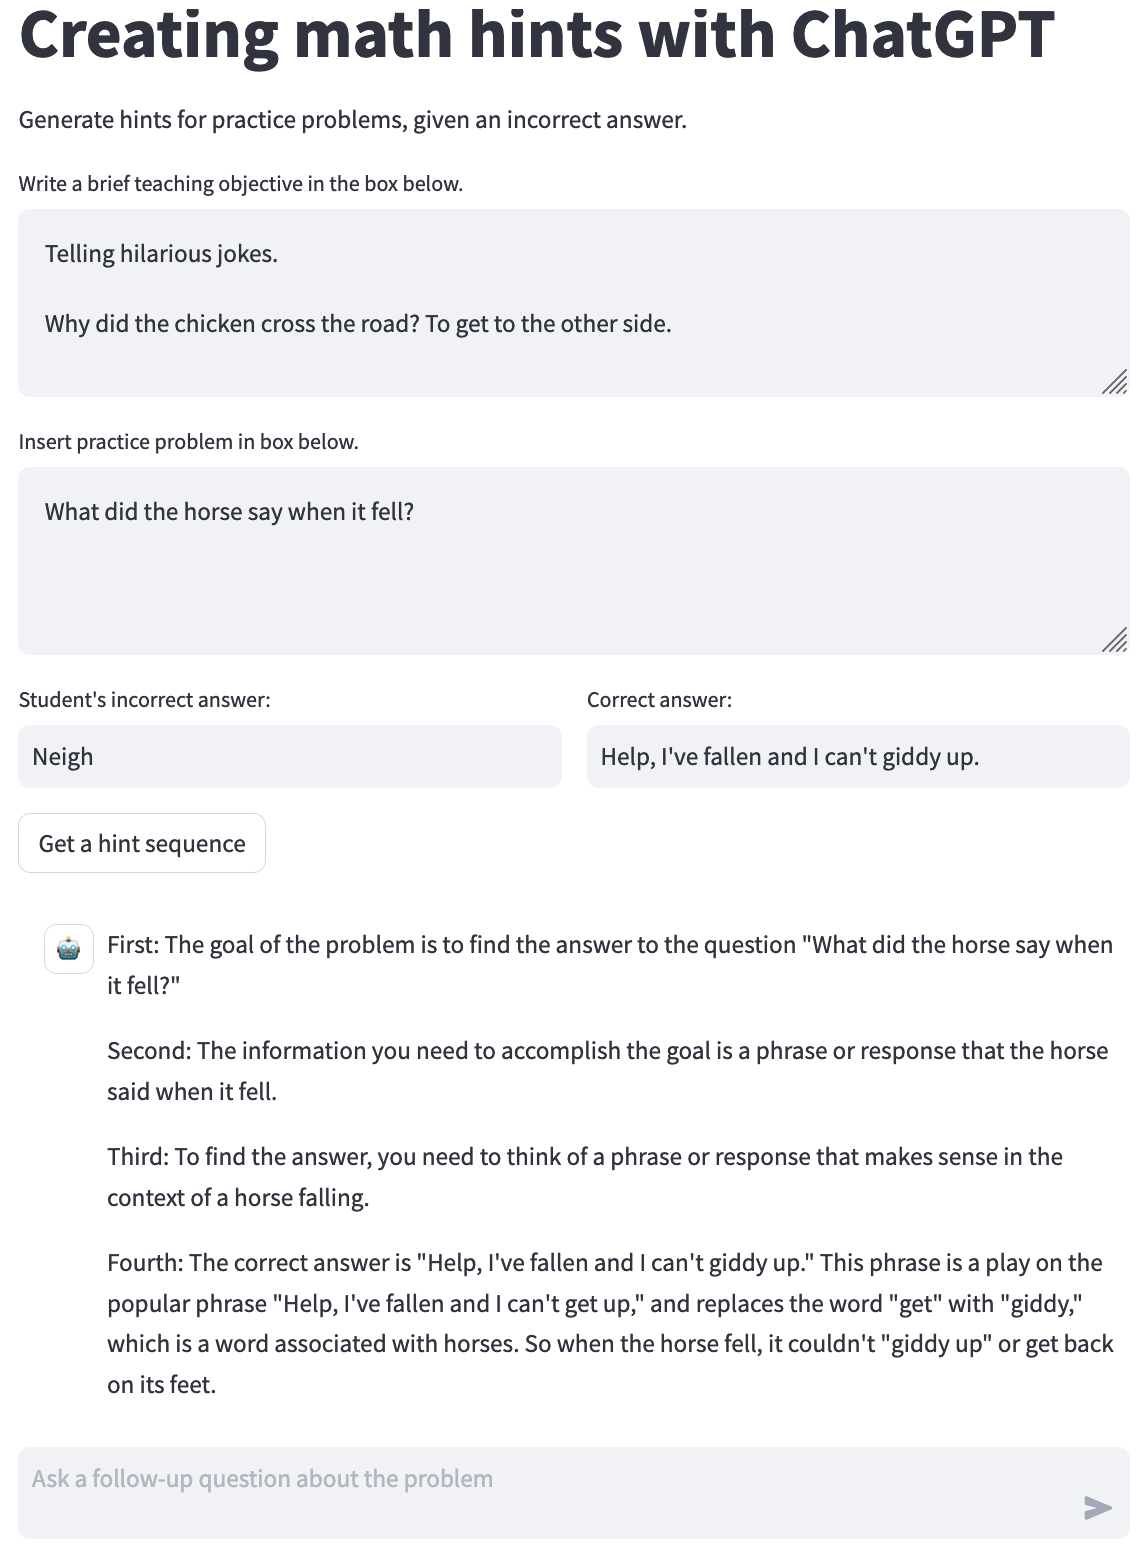 Creating math hints with ChatGPT
Generate hints for practice problems, given an incorrect answer.
Write a brief teaching objective in the box below.
Telling hilarious jokes.
Why did the chicken cross the road? To get to the other side.
Insert practice problem in box below.
What did the horse say when it fell?
Student's incorrect answer:
Correct answer:
Neigh
Help, I've fallen and I can't giddy up.
Get a hint sequence
First: The goal of the problem is to find the answer to the question "What did the horse say when
it fell?"
Second: The information you need to accomplish the goal is a phrase or response that the horse
said when it fell.
Third: To find the answer, you need to think of a phrase or response that makes sense in the
context of a horse falling.
Fourth: The correct answer is "Help, I've fallen and I can't giddy up." This phrase is a play on the
popular phrase "Help, I've fallen and I can't get up," and replaces the word "get" with "giddy,"
which is a word associated with horses. So when the horse fell, it couldn't "giddy up" or get back
on its feet.
Ask a follow-up question about the problem